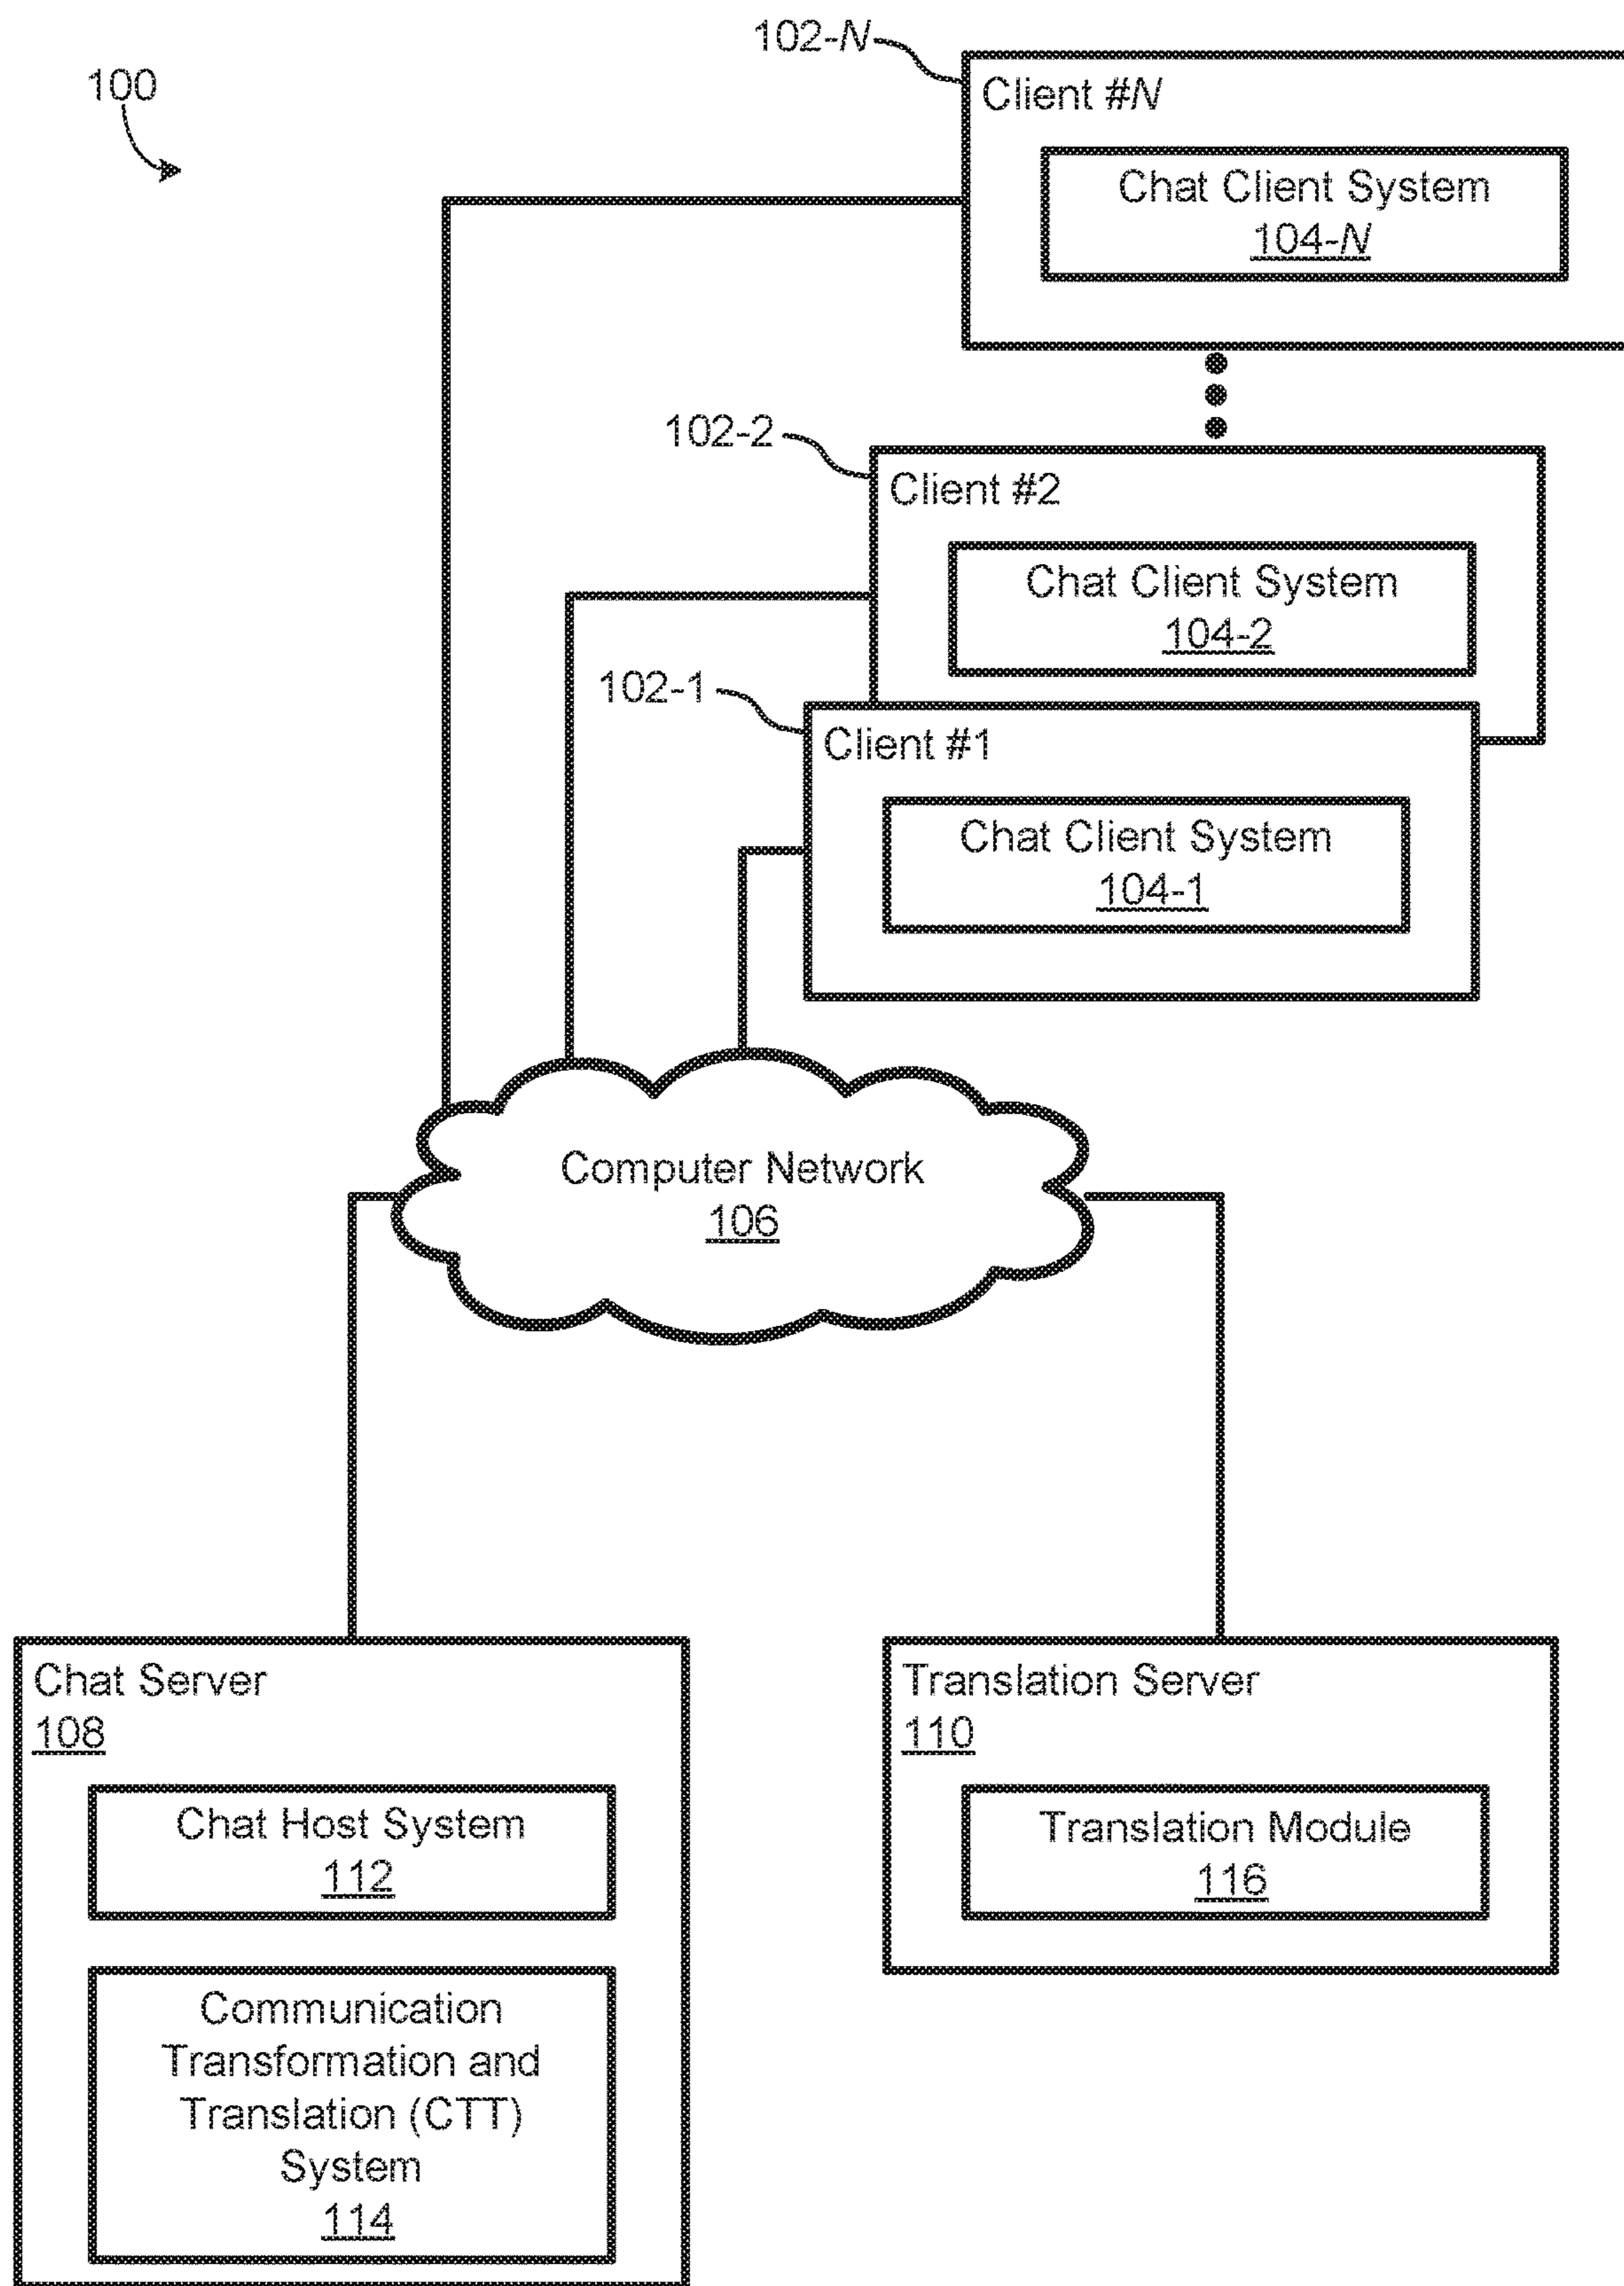 102-N
100
Client #N
Chat Client System
104-N
102-2
Client #2
Chat Client System
104-2
102-1
Client #1
Chat Client System
104-1
Computer Network
106
Chat Server
108
Chat Host System
112
Communication
Transformation and
Translation (CTT)
System
114
Translation Server
110
Translation Module
116